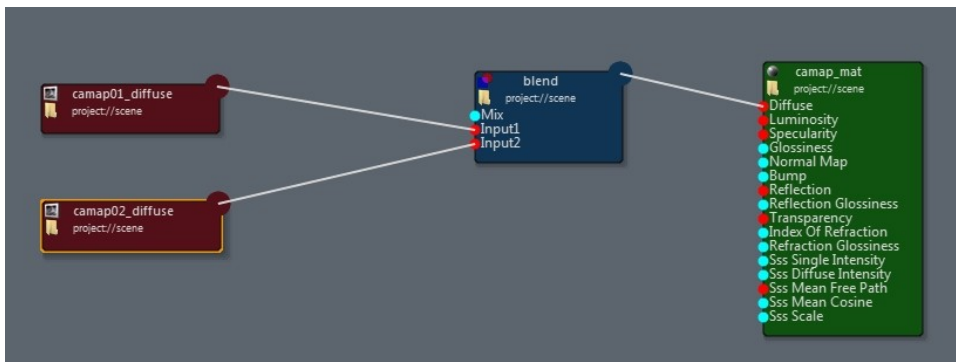 camap01_diffuse
project://scene
camap02_diffuse
project://scene
blend
project://scene
Mix
Input1
Input2
camap_mat
project://scene
Diffuse
Luminosity
Specularity
Glossiness
Normal Map
Bump
Reflection
Reflection Glossiness
Transparency
Index Of Refraction
Refraction Glossiness
Sss Single Intensity
Sss Diffuse Intensity
Sss Mean Free Path
Sss Mean Cosine
Sss Scale